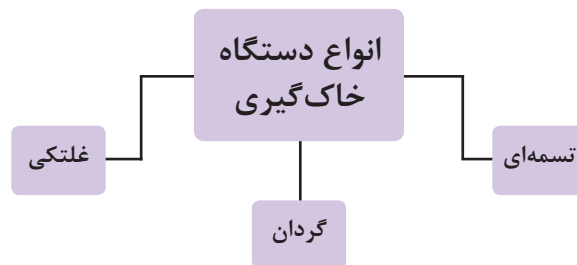 انواع دستگاه
خاک‌گیری
تسمه‌ای
گردان
غلتکی